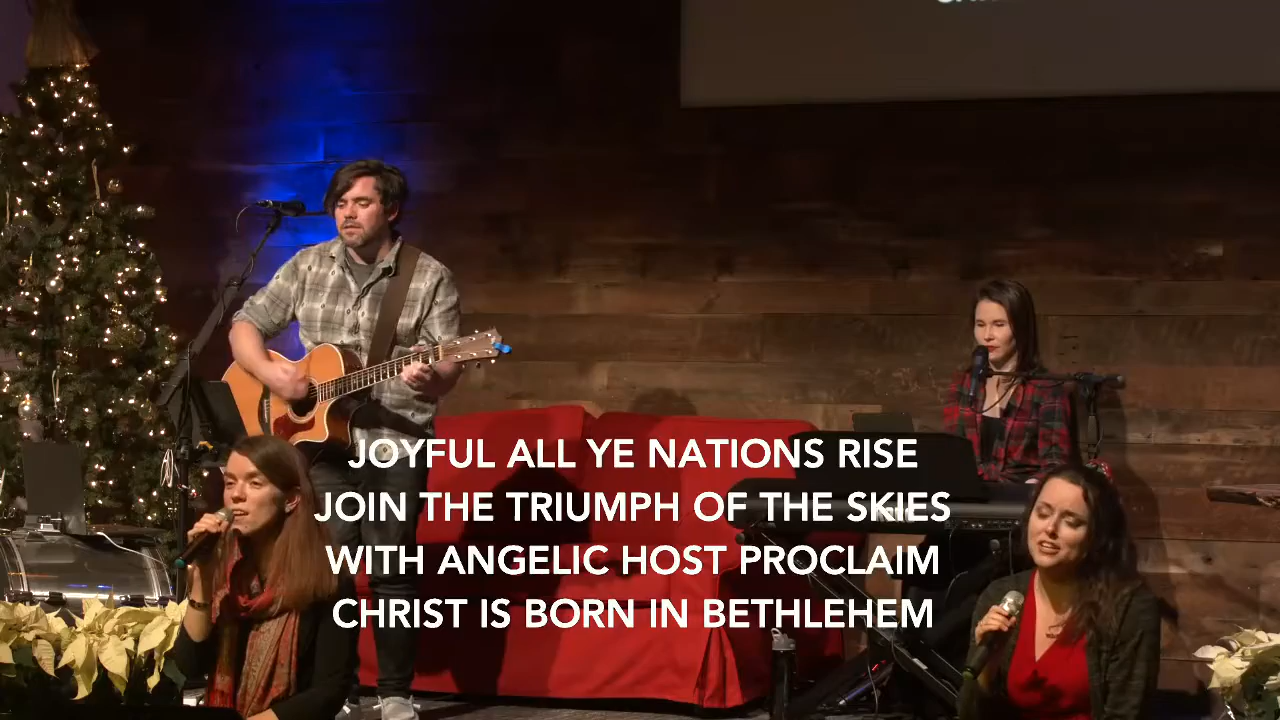 JOYFUL ALL YE NATIONS RISE
JOIN THE TRIUMPH OF THE SKIES
WITH ANGELIC HOST PROCLAIM
CHRIST IS BORN IN BETHLEHEM